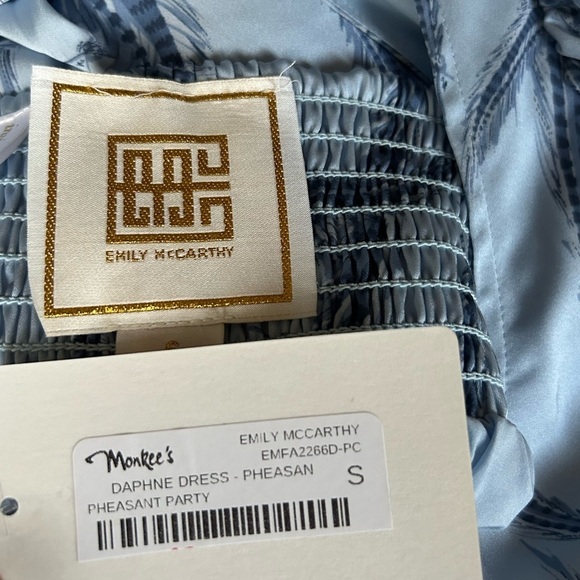 EMILY McCARTHY
Monkee's
EMILY MCCARTHY
EMFA2266D-PC
DAPHNE DRESS - PHEASAN
S
PHEASANT PARTY